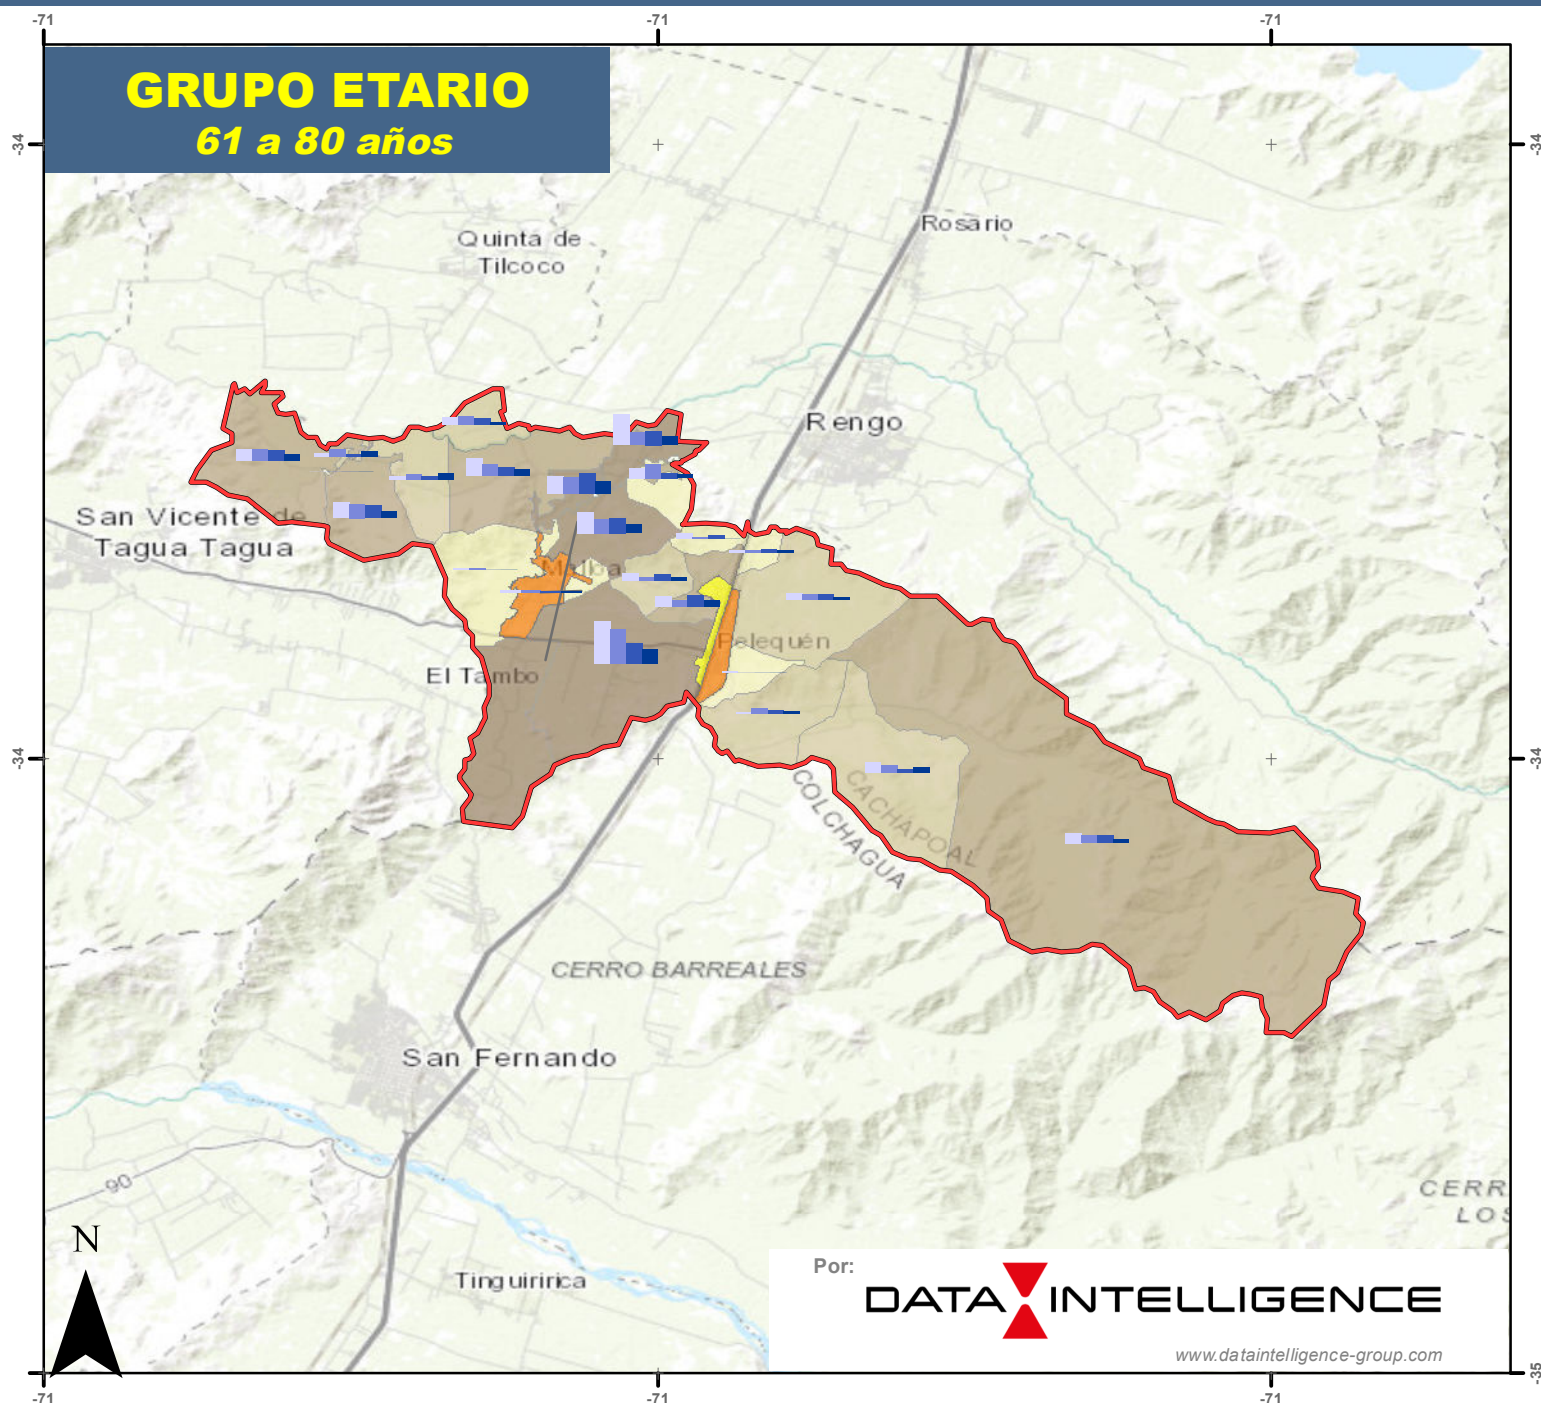 -71
-71
-71
GRUPO ETARIO
61 a 80 años
-34
-34
Rosario
Quinta de
Tilcoco
Rengo
San Vicente de
Tagua Tagua
Malloa
Pelequén
El Tambo
-34
-34
COLCHAGUA
CACHAPOAL
CERRO BARREALES
San Fernando
90
CERR
LOS
N
Tinguiririca
Por:
DATA INTELLIGENCE
www.dataintelligence-group.com
-35
-71
-71
-71